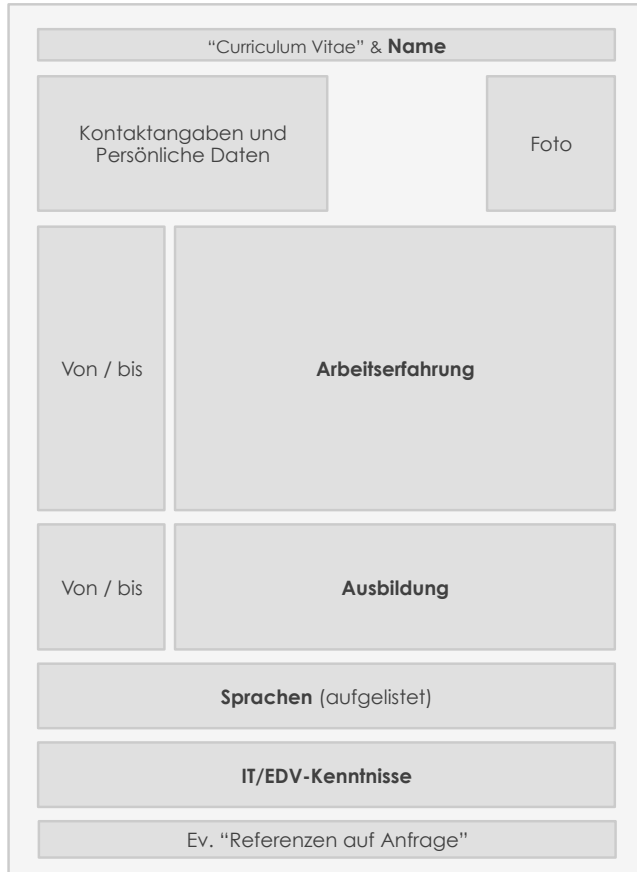 “Curriculum Vitae” & Name
Kontaktangaben und
Persönliche Daten
Foto
Von / bis
Arbeitserfahrung
Von / bis
Ausbildung
Sprachen (aufgelistet)
IT/EDV-Kenntnisse
Ev. “Referenzen auf Anfrage”